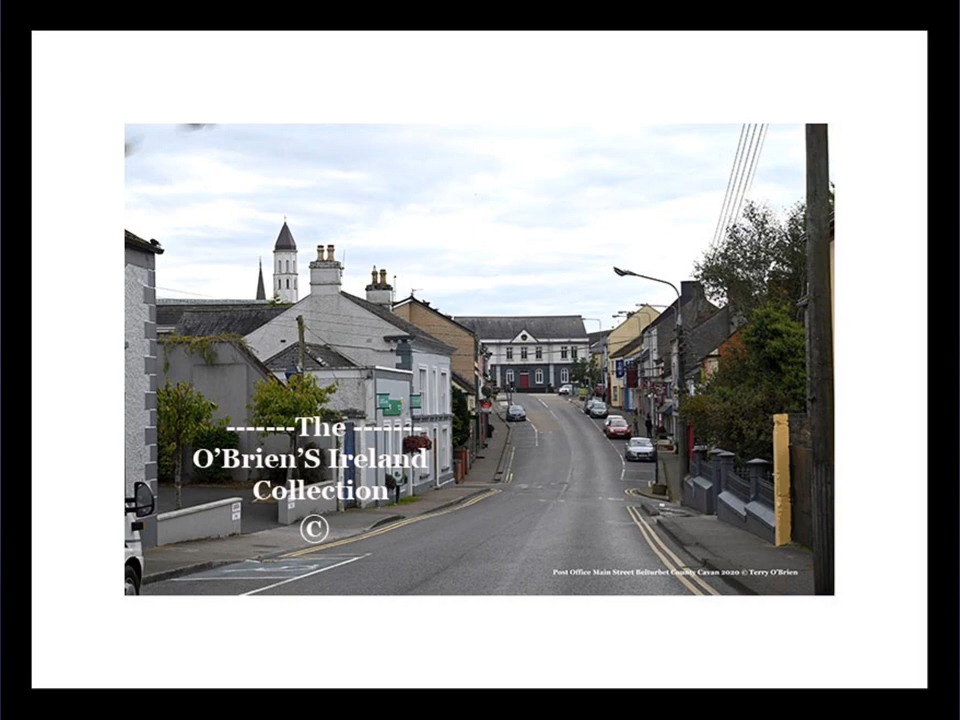 -------The -------
O’Brien’S Ireland
Collection
©
Post Office Main Street Belturbet County Cavan 2020 © Terry O'Brien